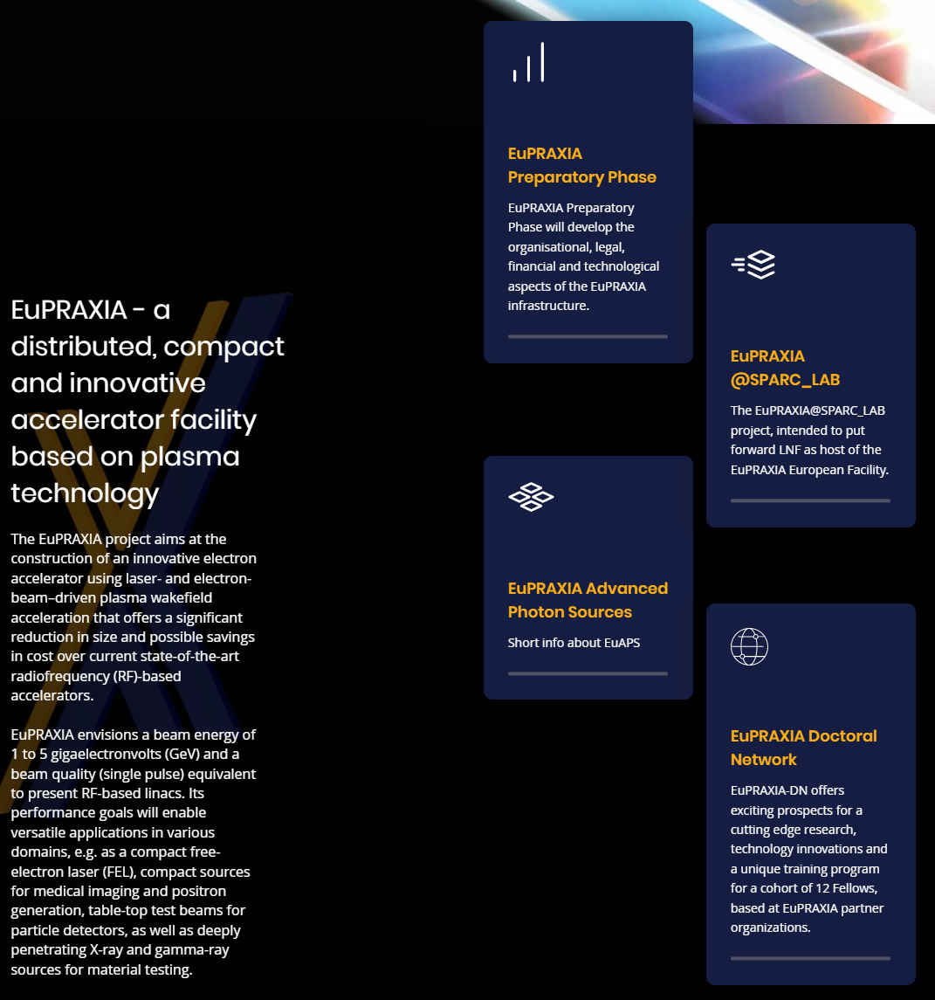 EuPRAXIA – a
distributed, compact
and innovative
accelerator facility
based on plasma
technology
The EuPRAXIA project aims at the
construction of an innovative electron
accelerator using laser- and electron-
beam–driven plasma wakefield
acceleration that offers a significant
reduction in size and possible savings
in cost over current state-of-the-art
radiofrequency (RF)-based
accelerators.
EuPRAXIA envisions a beam energy of
1 to 5 gigaelectronvolts (GeV) and a
beam quality (single pulse) equivalent
to present RF-based linacs. Its
performance goals will enable
versatile applications in various
domains, e.g. as a compact free-
electron laser (FEL), compact sources
for medical imaging and positron
generation, table-top test beams for
particle detectors, as well as deeply
penetrating X-ray and gamma-ray
sources for material testing.
EuPRAXIA
Preparatory Phase
EuPRAXIA Preparatory
Phase will develop the
organisational, legal,
financial and technological
aspects of the EuPRAXIA
infrastructure.
EuPRAXIA
@SPARC_LAB
The EuPRAXIA@SPARC_LAB
project, intended to put
forward LNF as host of the
EuPRAXIA European Facility.
EuPRAXIA Advanced
Photon Sources
Short info about EuAPS
EuPRAXIA Doctoral
Network
EuPRAXIA-DN offers
exciting prospects for a
cutting edge research,
technology innovations and
a unique training program
for a cohort of 12 Fellows,
based at EuPRAXIA partner
organizations.